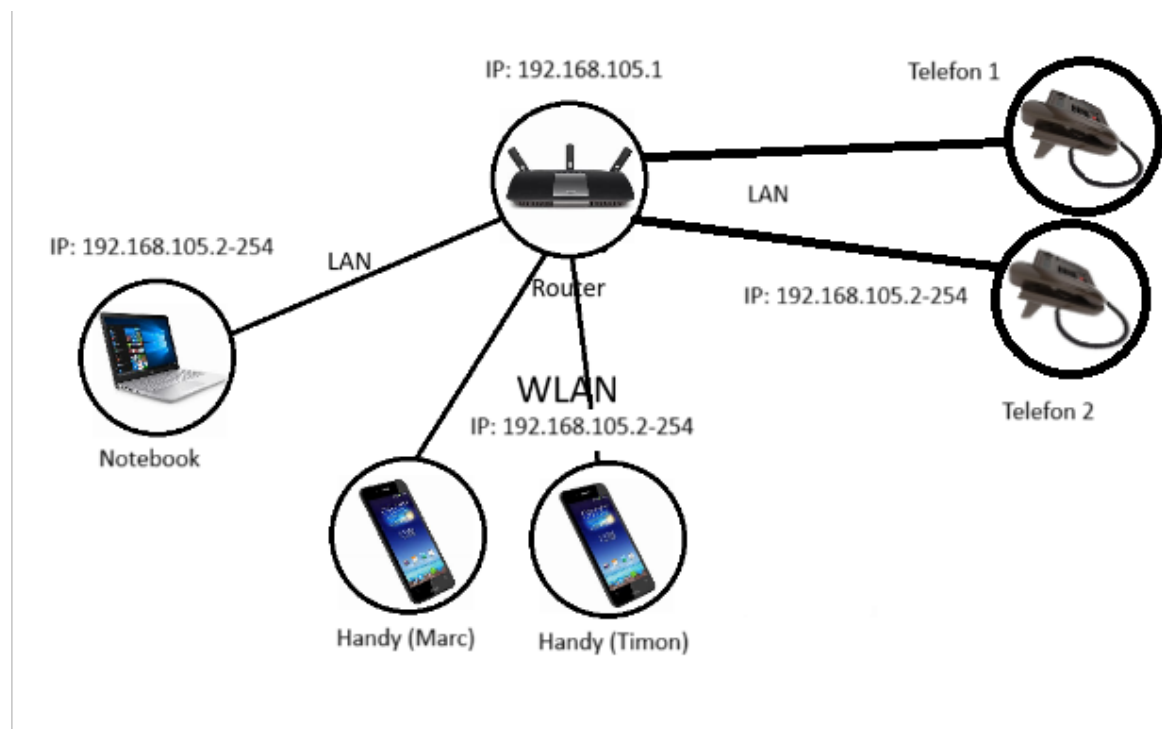 IP: 192.168.105.1
Telefon 1
LAN
IP: 192.168.105.2-254
LAN
Router
IP: 192.168.105.2-254
WLAN
IP: 192.168.105.2-254
Telefon 2
Notebook
Handy (Marc)
Handy (Timon)